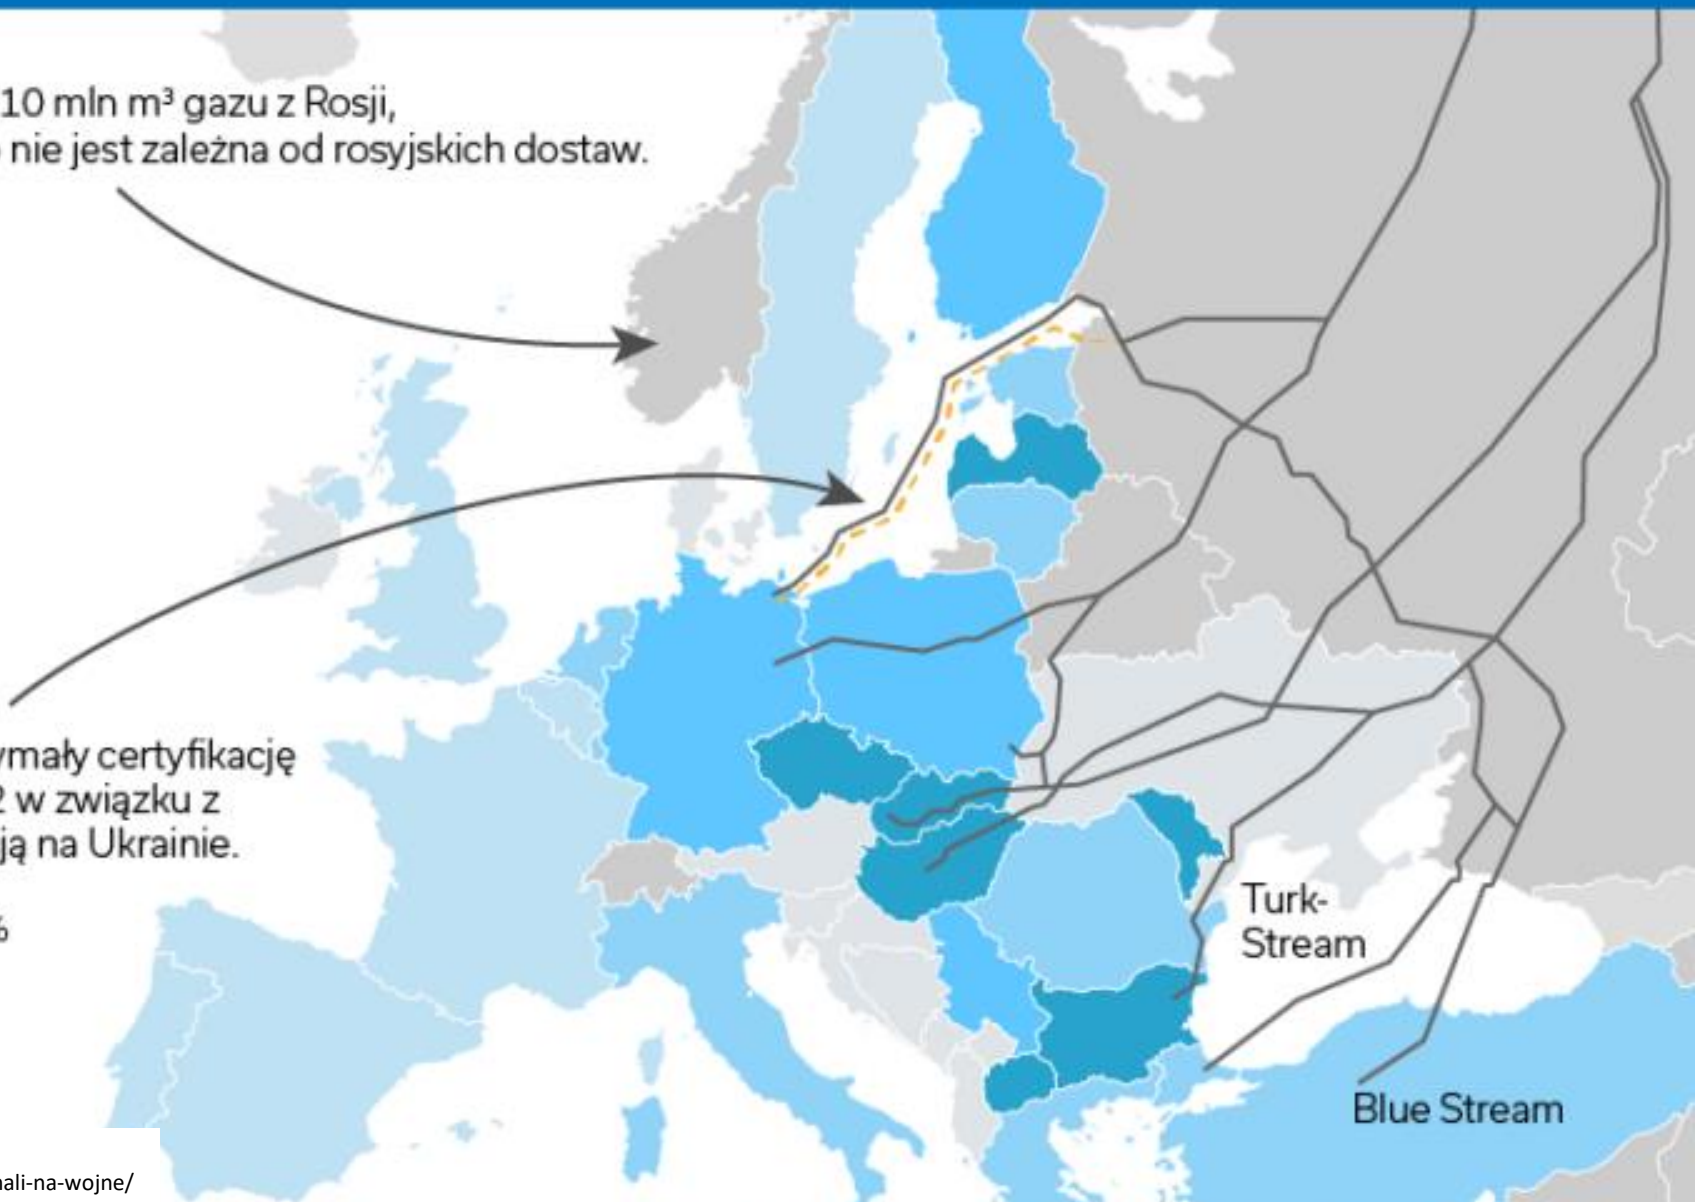 10 mln m³ gazu z Rosji,
nie jest zależna od rosyjskich dostaw.
ymały certyfikację
2 w związku z
ją na Ukrainie.
%
Turk-
Stream
Blue Stream
nali-na-wojne/